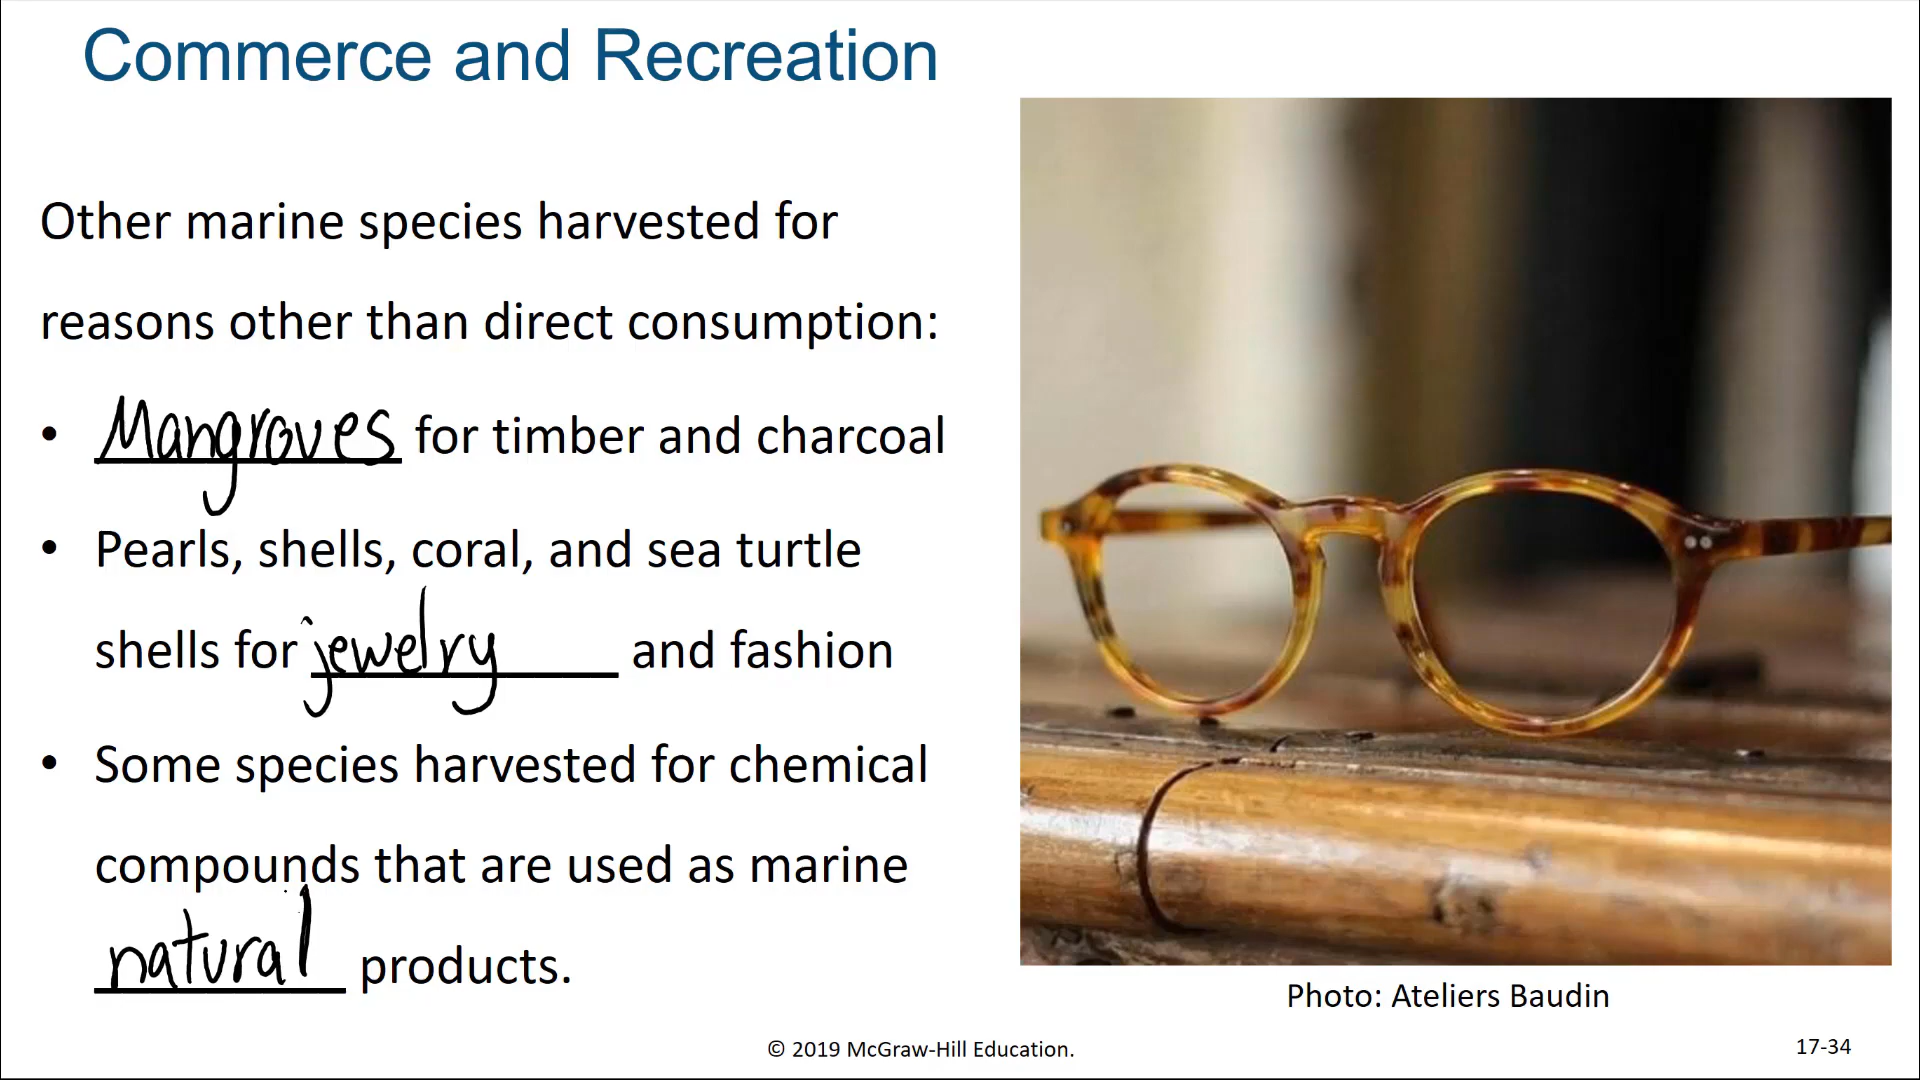 Commerce and Recreation
Other marine species harvested for
reasons other than direct consumption:
• Mangroves for timber and charcoal
• Pearls, shells, coral, and sea turtle
shells for jewelry and fashion
• Some species harvested for chemical
compounds that are used as marine
natural products.
Photo: Ateliers Baudin
© 2019 McGraw-Hill Education.
17-34